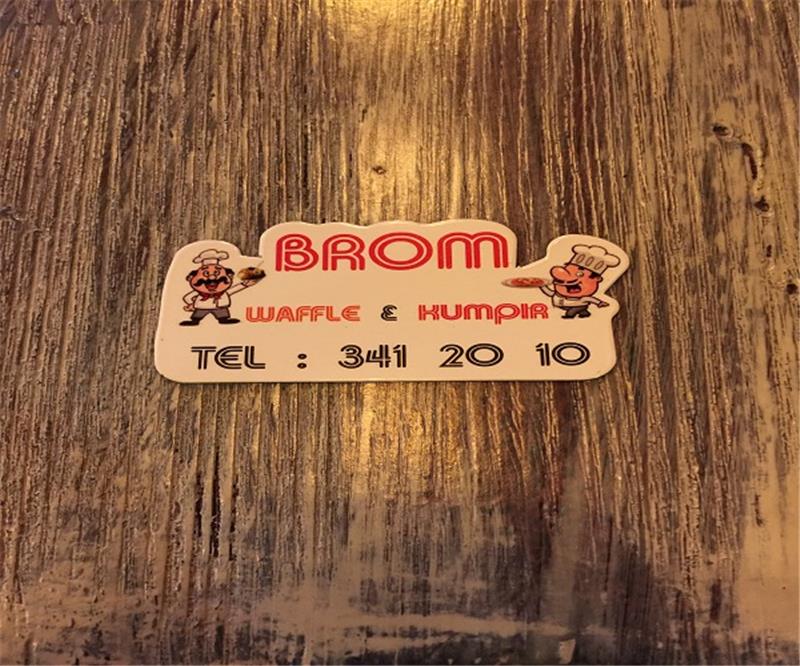 BROM
WAFFLE & KUMPIR
TEL : 341 20 10